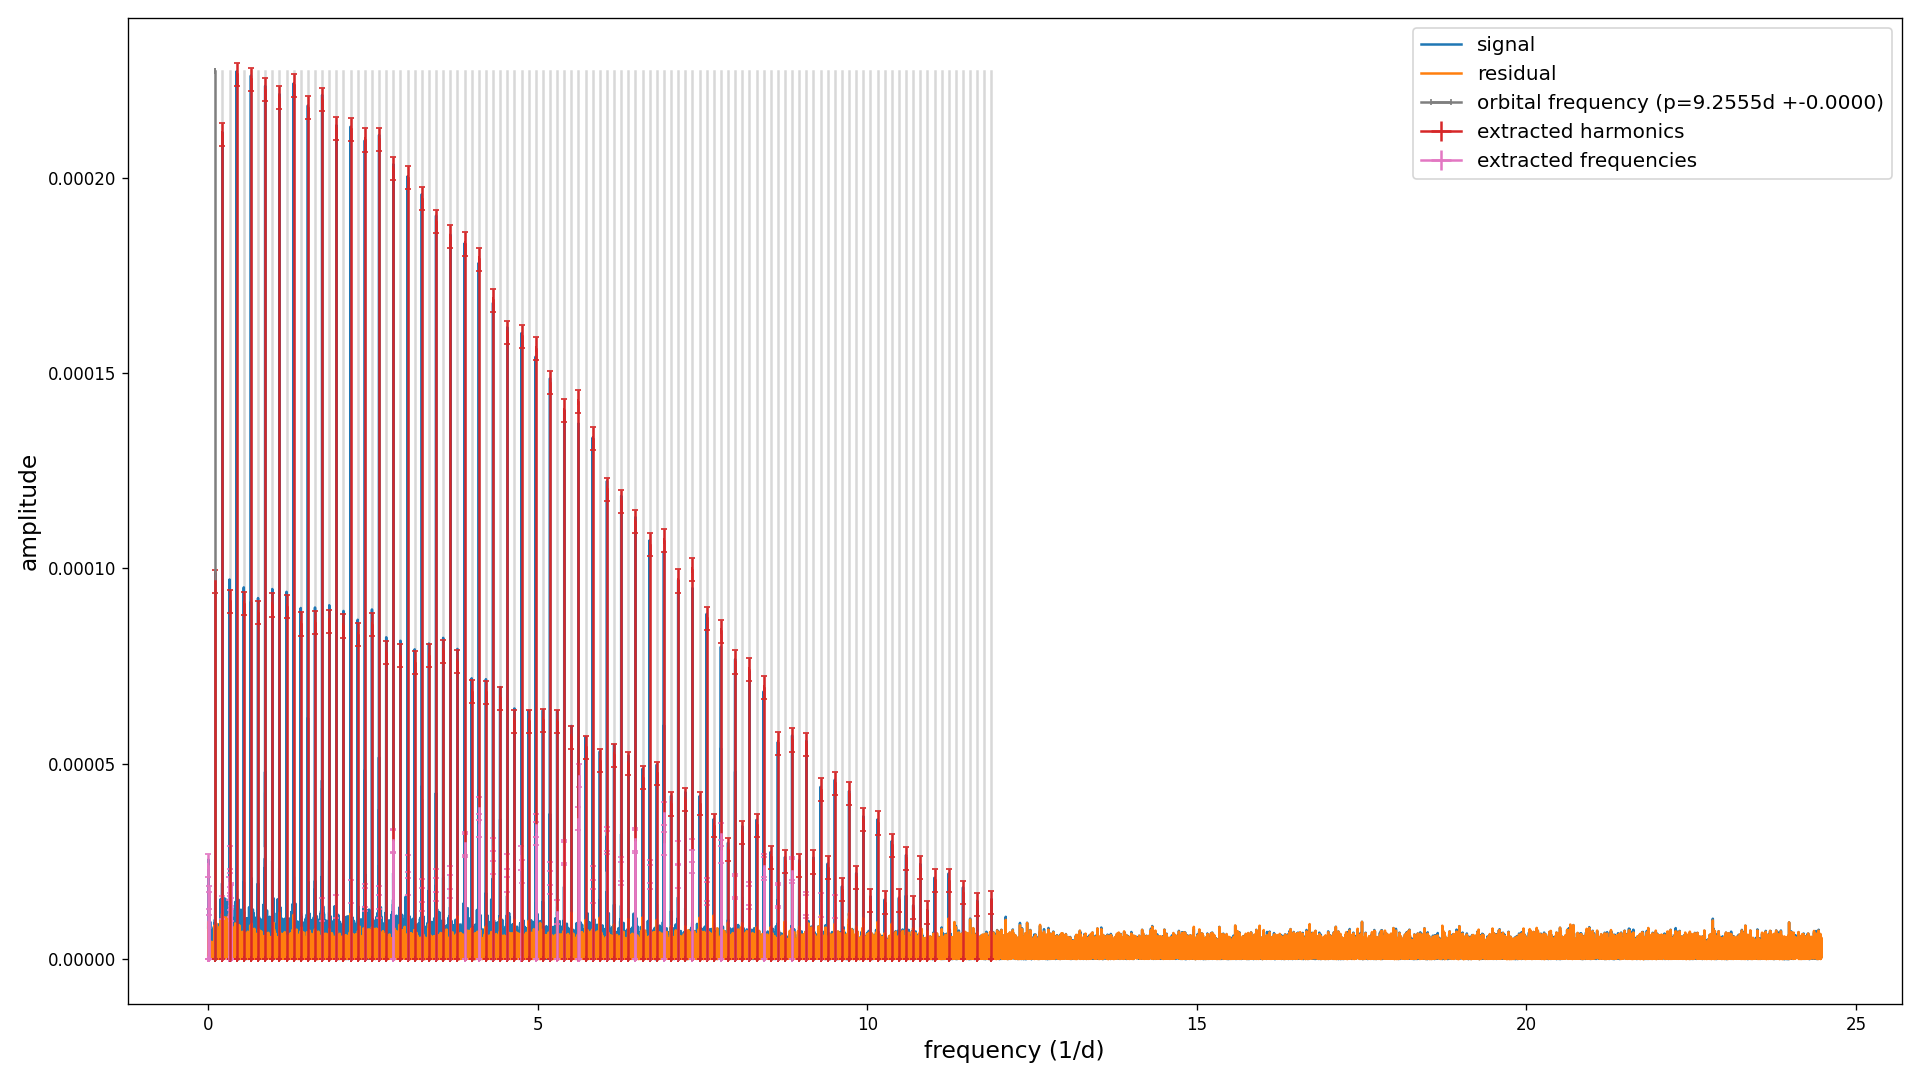 signal
residual
orbital frequency (p=9.2555d +-0.0000)
extracted harmonics
extracted frequencies
amplitude
0.00020
0.00015
0.00010
0.00005
0.00000
0 5 10 15 20 25
frequency (1/d)